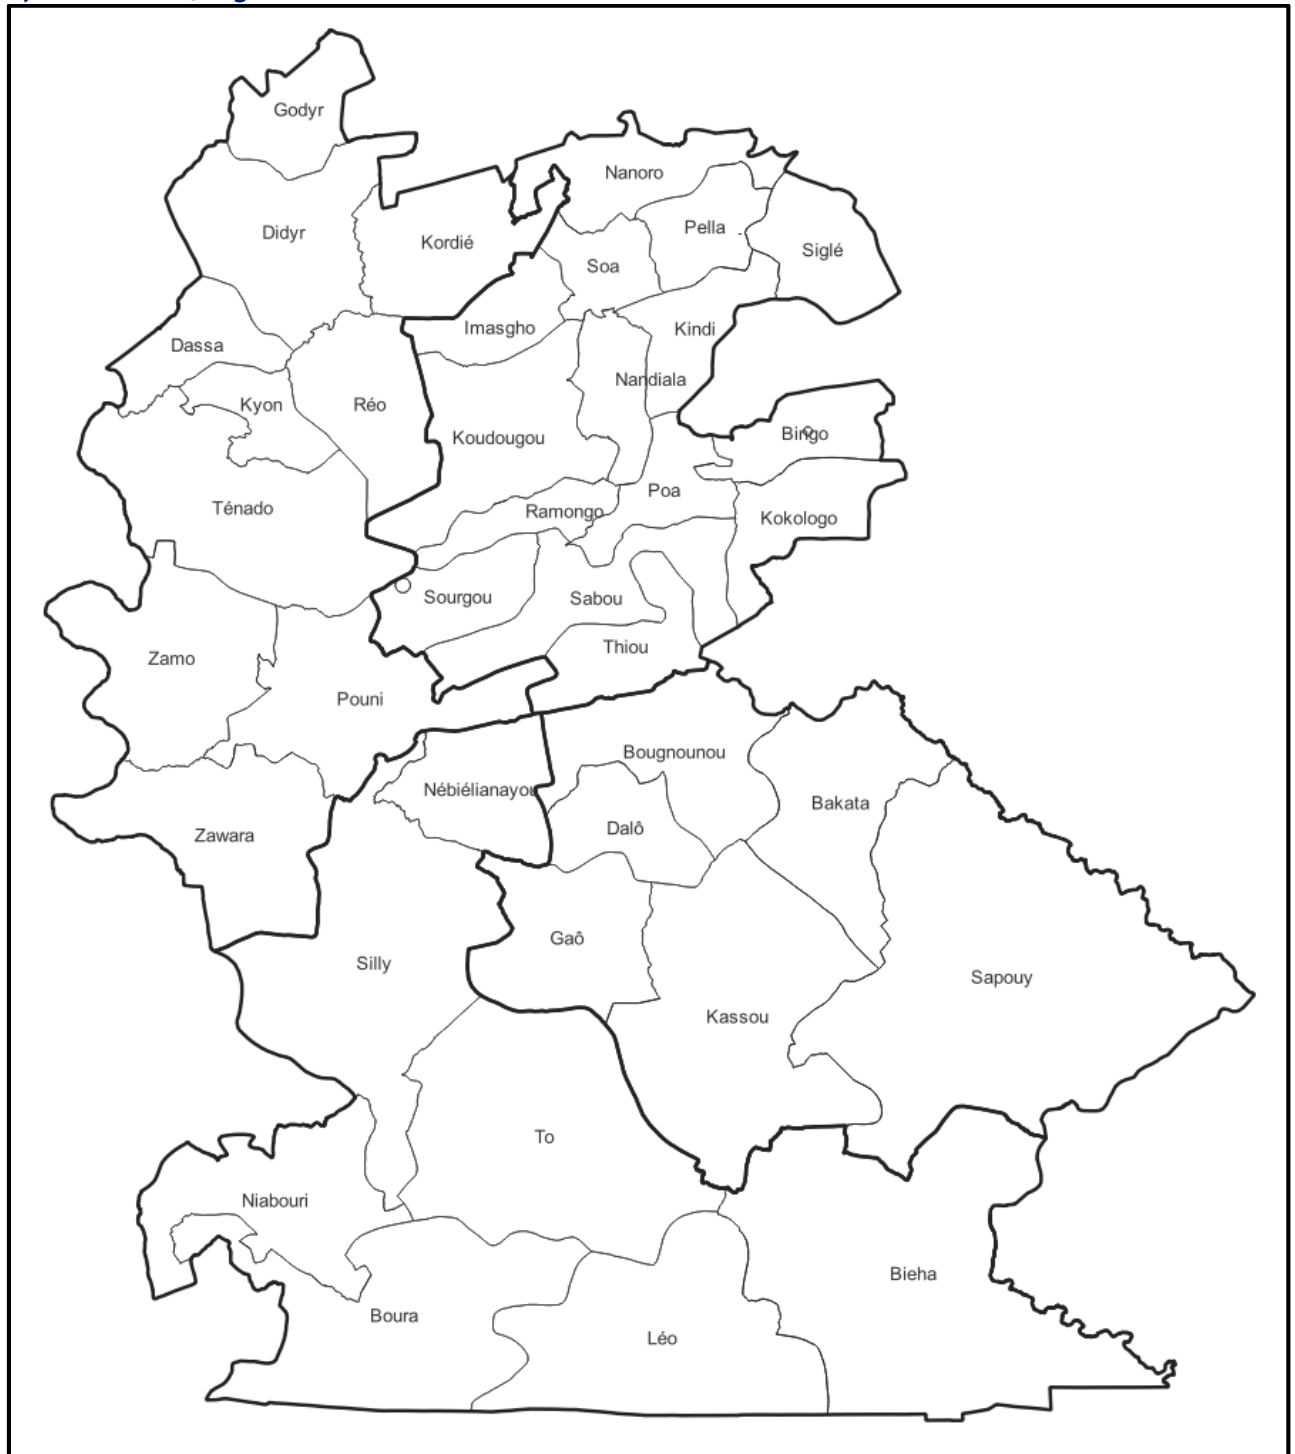 Godyr
Nanoro
Pella
Didyr
Kordié
Siglé
Soa
Imasgho
Kindi
Dassa
Nandiala
Kyon
Réo
Koudougou
Bingo
Poa
Ténado
Ramongo
Kokologo
Sourgou
Sabou
Thiou
Zamo
Pouni
Bougnounou
Nébiélianayou
Bakata
Dalô
Zawara
Gaô
Silly
Sapouy
Kassou
To
Niabouri
Bieha
Boura
Léo